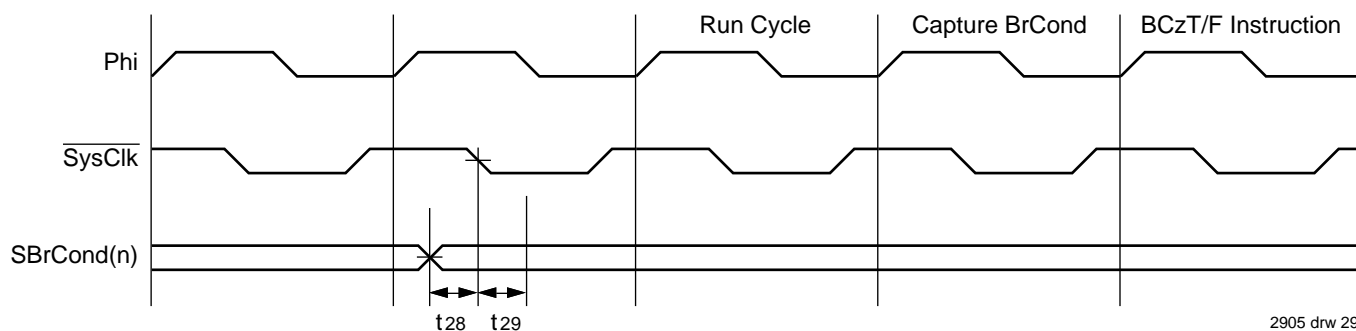 Run Cycle
Capture BrCond
BCzT/F Instruction
Phi
SysClk
SBrCond(n)
t28
t29
2905 drw 29